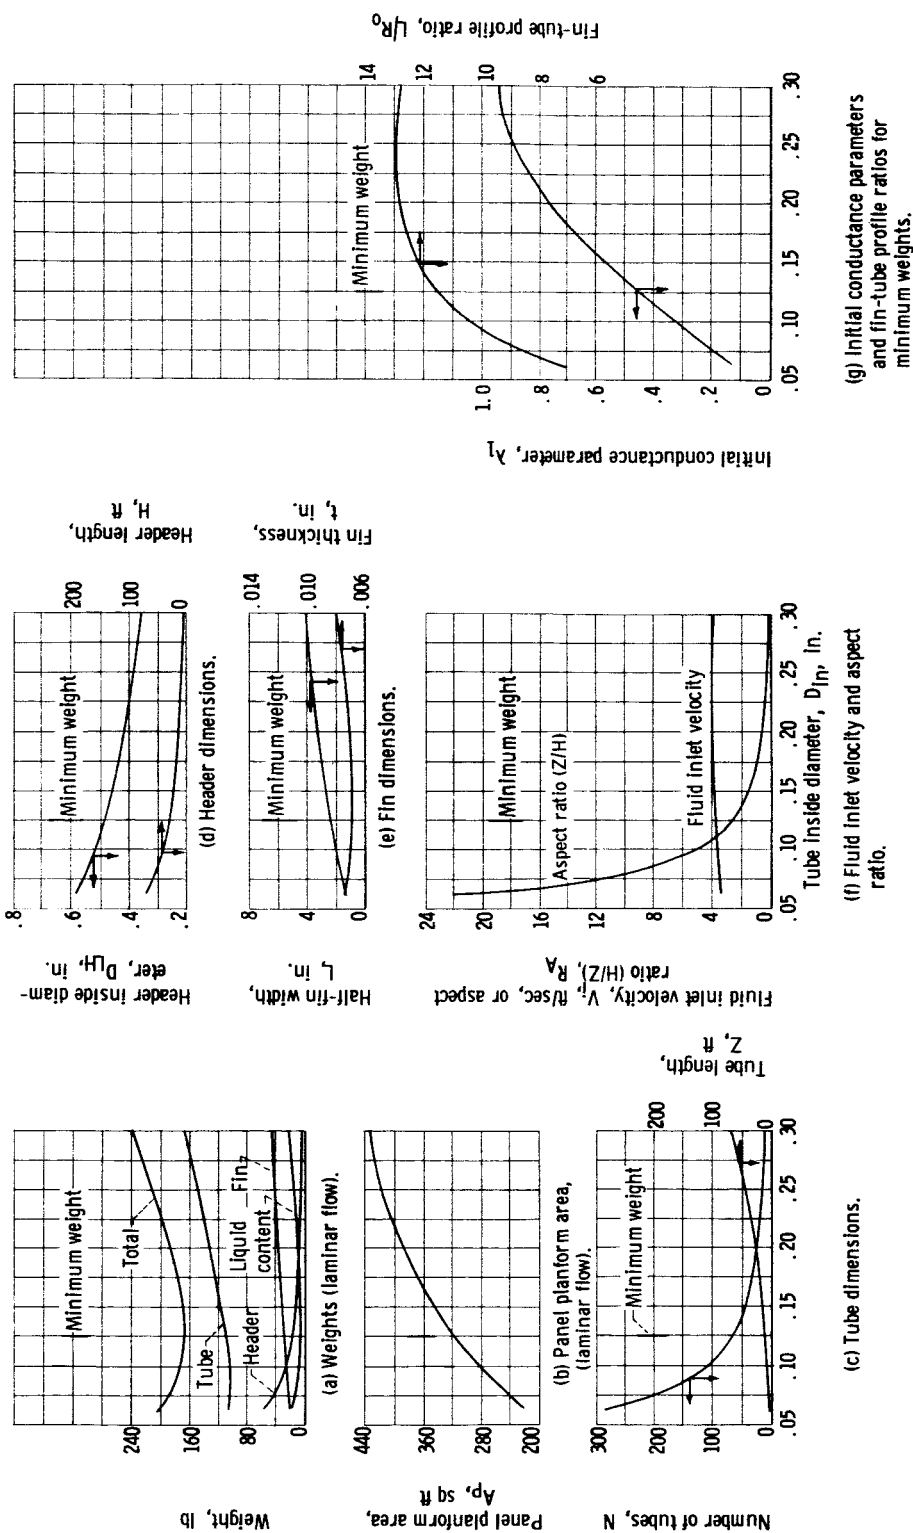 Weight, lb
240
160
80
0
Minimum weight
Total
Tube
Header
Liquid
content
Fin
(a) Weights (laminar flow).
Panel planform area,
Ap, sq ft
440
360
280
200
(b) Panel planform area,
(laminar flow).
Number of tubes, N
300
200
100
0
Minimum weight
200
100
0
Tube length,
Z, ft
.05
.10
.15
.20
.25
.30
(c) Tube dimensions.
Header inside diam-
eter, DLH, in.
.8
.6
.4
.2
Minimum weight
200
100
0
Header length,
H, ft
(d) Header dimensions.
Half-fin width,
L, in.
8
4
0
Minimum weight
.014
.010
.006
Fin thickness,
t, in.
(e) Fin dimensions.
Fluid inlet velocity, Vi, ft/sec, or aspect
ratio (H/Z), RA
24
20
16
12
8
4
0
Minimum weight
Aspect ratio (Z/H)
Fluid inlet velocity
.05
.10
.15
.20
.25
.30
Tube inside diameter, Din, in.
(f) Fluid inlet velocity and aspect
ratio.
Initial conductance parameter, λ1
1.0
.8
.6
.4
.2
0
Minimum weight
14
12
10
8
6
Fin-tube profile ratio, L/Ro
.05
.10
.15
.20
.25
.30
(g) Initial conductance parameters
and fin-tube profile ratios for
minimum weights.